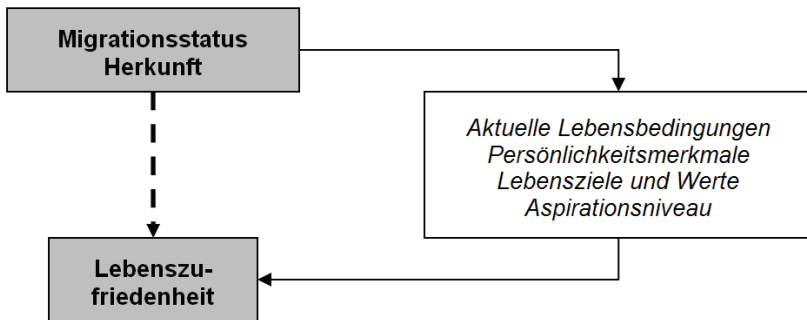 Migrationsstatus
Herkunft
Aktuelle Lebensbedingungen
Persönlichkeitsmerkmale
Lebensziele und Werte
Aspirationsniveau
Lebenszu-
friedenheit